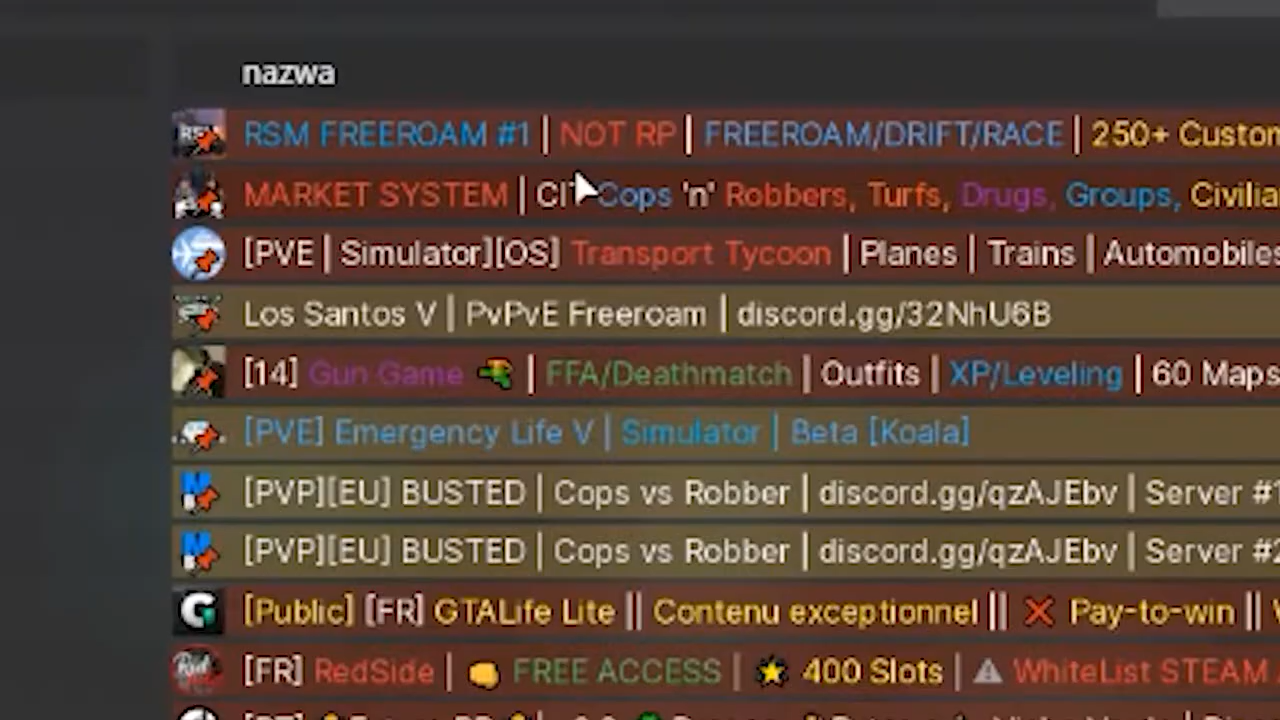 nazwa
RSM FREEROAM #1 | NOT RP | FREEROAM/DRIFT/RACE | 250+ Custom
MARKET SYSTEM | CIT Cops 'n' Robbers, Turfs, Drugs, Groups, Civilia
[PVE | Simulator][OS] Transport Tycoon | Planes | Trains | Automobiles
Los Santos V | PvPvE Freeroam | discord.gg/32NhU6B
[14] Gun Game 🔫 | FFA/Deathmatch | Outfits | XP/Leveling | 60 Maps
[PVE] Emergency Life V | Simulator | Beta [Koala]
[PVP][EU] BUSTED | Cops vs Robber | discord.gg/qzAJEbv | Server #1
[PVP][EU] BUSTED | Cops vs Robber | discord.gg/qzAJEbv | Server #2
[Public] [FR] GTALife Lite || Contenu exceptionnel || ❌ Pay-to-win ||
[FR] RedSide | 👊 FREE ACCESS | 🌟 400 Slots | ⚠ WhiteList STEAM